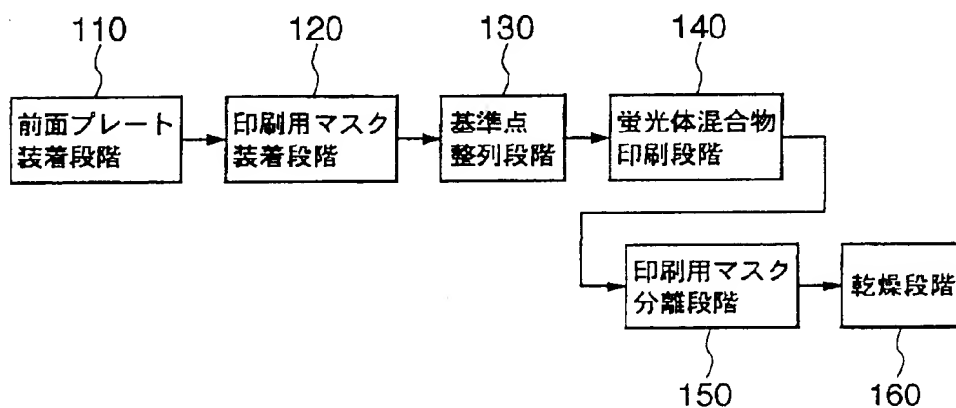 110
120
130
140
前面プレート
装着段階
印刷用マスク
装着段階
基準点
整列段階
蛍光体混合物
印刷段階
印刷用マスク
分離段階
乾燥段階
150
160